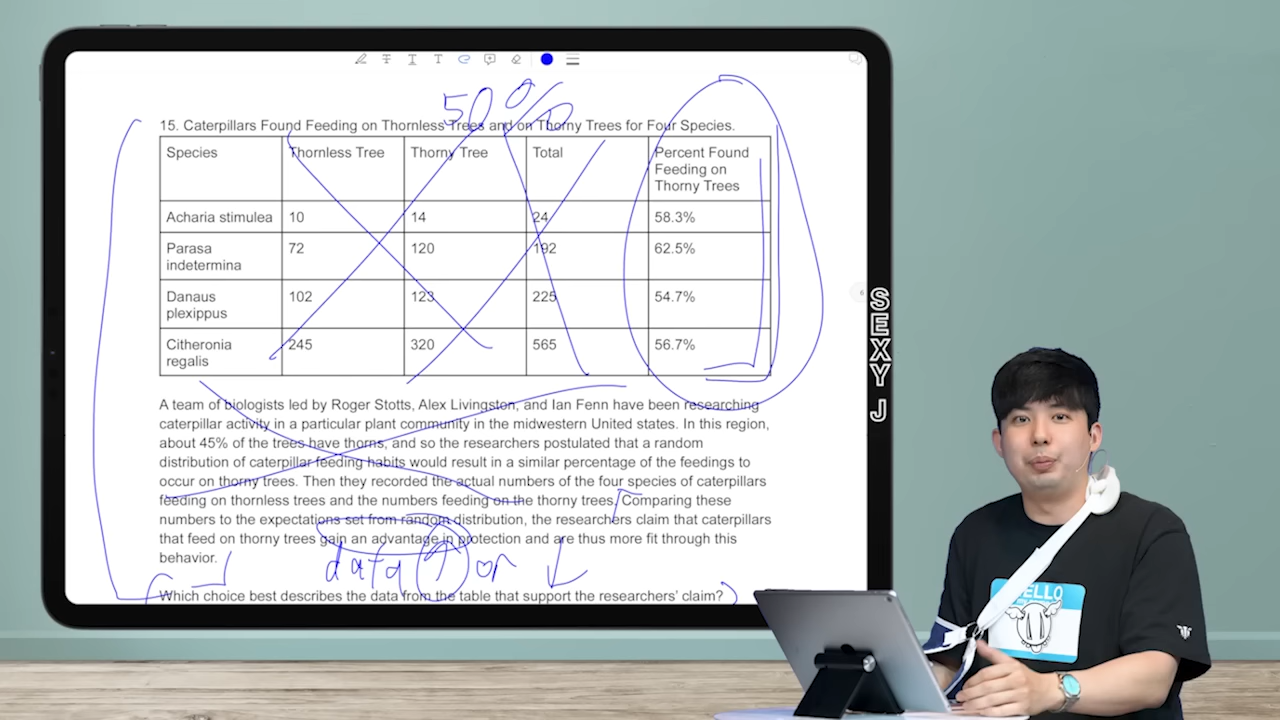 50%
15. Caterpillars Found Feeding on Thornless Trees and on Thorny Trees for Four Species.
Species Thornless Tree Thorny Tree Total Percent Found Feeding on Thorny Trees
Acharia stimulea 10 14 24 58.3%
Parasa indetermina 72 120 192 62.5%
Danaus plexippus 102 123 225 54.7%
Citheronia regalis 245 320 565 56.7%
A team of biologists led by Roger Stotts, Alex Livingston, and Ian Fenn have been researching
caterpillar activity in a particular plant community in the midwestern United states. In this region,
about 45% of the trees have thorns, and so the researchers postulated that a random
distribution of caterpillar feeding habits would result in a similar percentage of the feedings to
occur on thorny trees. Then they recorded the actual numbers of the four species of caterpillars
feeding on thornless trees and the numbers feeding on the thorny trees. Comparing these
numbers to the expectations set from random distribution, the researchers claim that caterpillars
that feed on thorny trees gain an advantage in protection and are thus more fit through this
behavior.
data ↑ or ↓
Which choice best describes the data from the table that support the researchers' claim?
6
SEXY J
HELLO